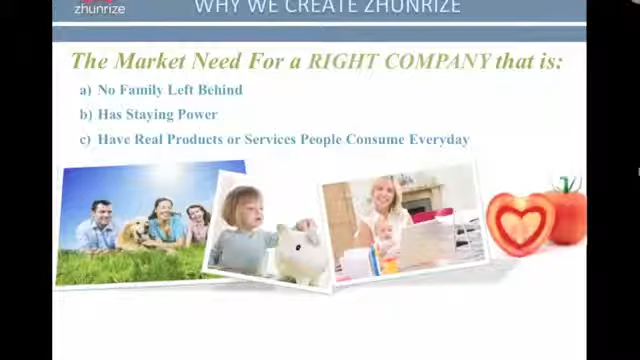 WHY WE CREATE ZHUNRIZE
zhunrize
The Market Need For a RIGHT COMPANY that is:
a) No Family Left Behind
b) Has Staying Power
c) Have Real Products or Services People Consume Everyday